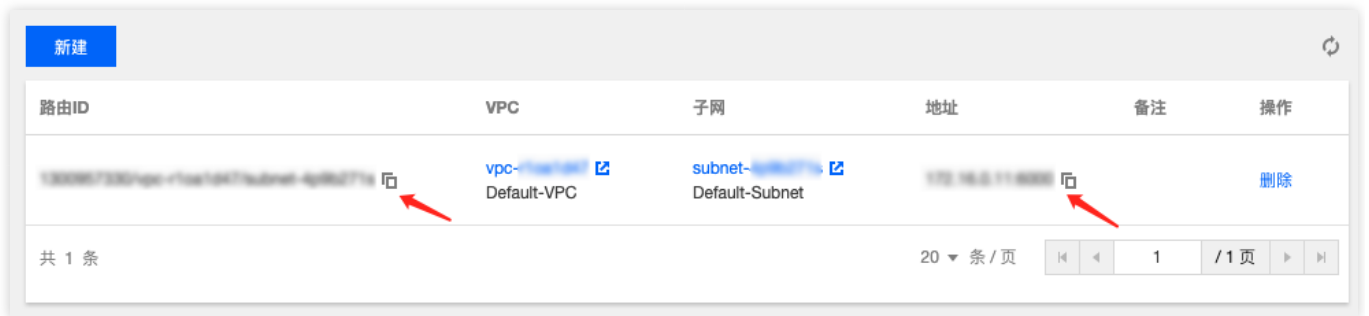 新建
路由ID VPC 子网 地址 备注 操作
vpc- subnet- 删除
Default-VPC Default-Subnet
共 1 条 20 条 / 页 1 / 1 页